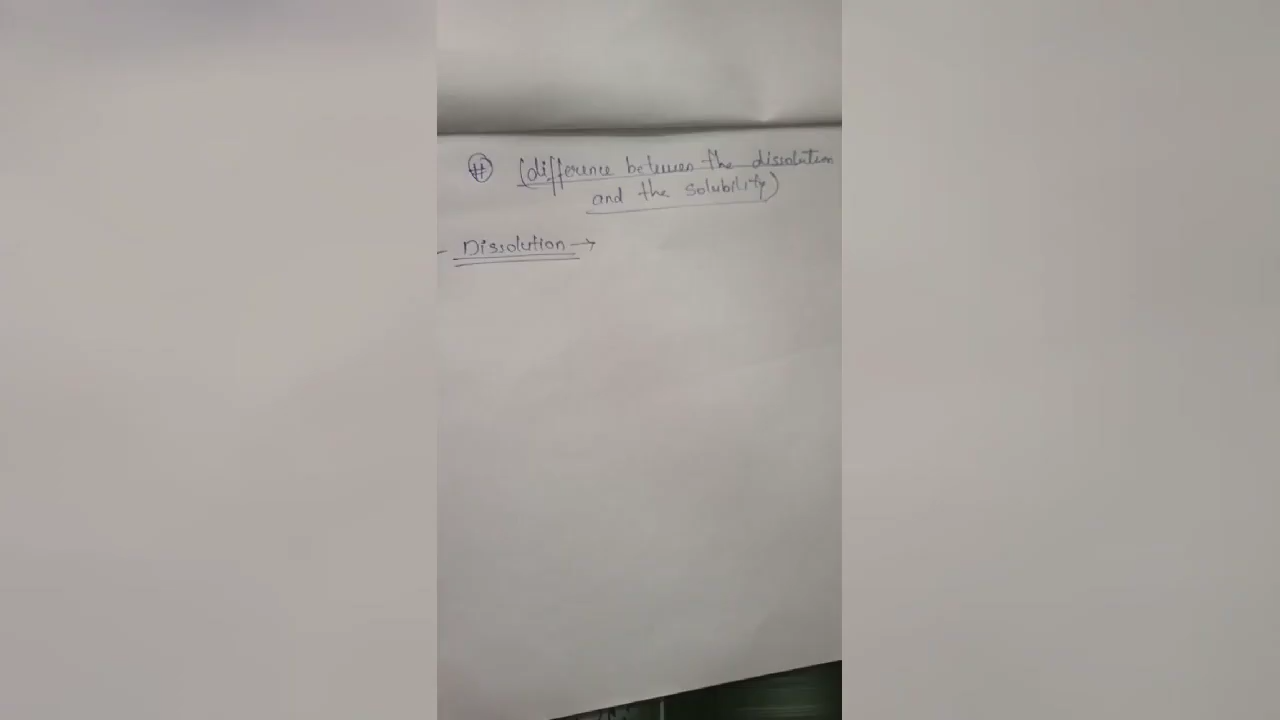 # (difference between the dissolution
and the solubility)
- Dissolution →